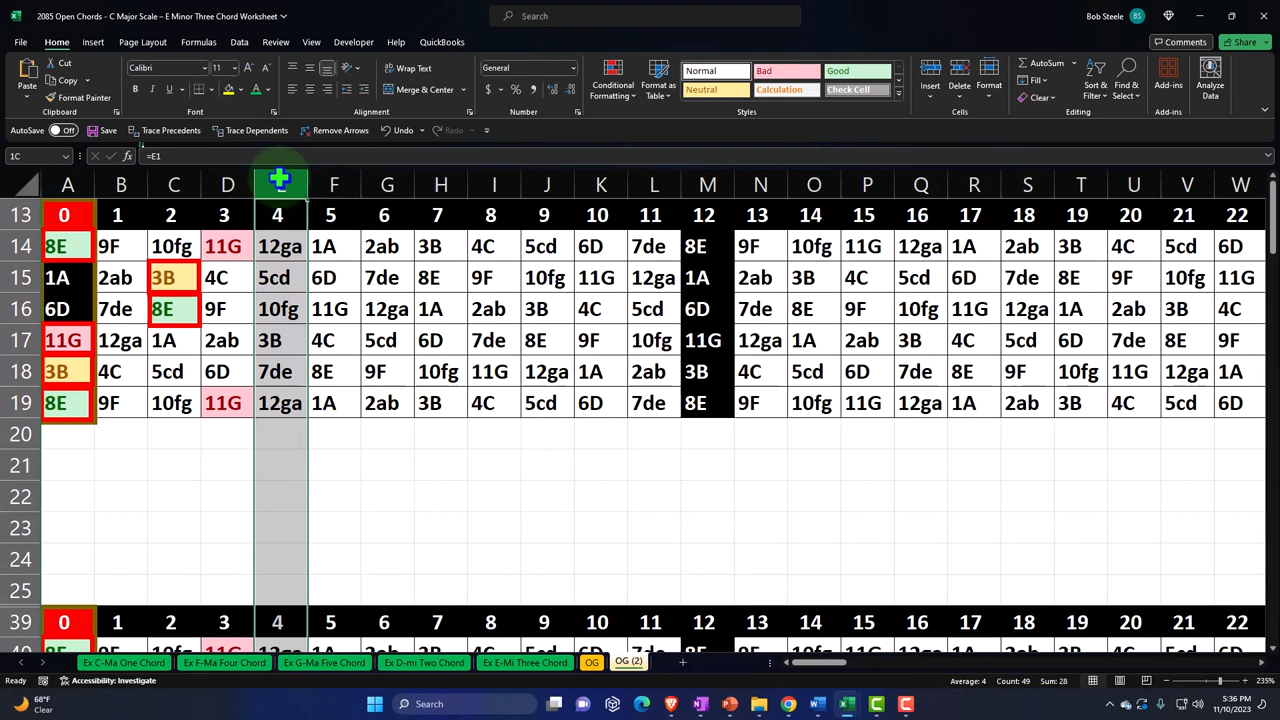 2085 Open Chords - C Major Scale – E Minor Three Chord Worksheet
Search
Bob Steele BS
File Home Insert Page Layout Formulas Data Review View Developer Help QuickBooks Comments Share
Paste Cut Copy Format Painter Clipboard
Calibri 11 B I U Font
Wrap Text Merge & Center Alignment
General $ % Number
Conditional Formatting Format as Table
Normal Bad Good Neutral Calculation Check Cell Styles
Insert Delete Format Cells
AutoSum Fill Clear Sort & Filter Find & Select Editing
Add-ins Add-ins
Analyze Data
AutoSave Off Save Trace Precedents Trace Dependents Remove Arrows Undo Redo
1C fx =E1
A B C D E F G H I J K L M N O P Q R S T U V W
13 0 1 2 3 4 5 6 7 8 9 10 11 12 13 14 15 16 17 18 19 20 21 22
14 8E 9F 10fg 11G 12ga 1A 2ab 3B 4C 5cd 6D 7de 8E 9F 10fg 11G 12ga 1A 2ab 3B 4C 5cd 6D
15 1A 2ab 3B 4C 5cd 6D 7de 8E 9F 10fg 11G 12ga 1A 2ab 3B 4C 5cd 6D 7de 8E 9F 10fg 11G
16 6D 7de 8E 9F 10fg 11G 12ga 1A 2ab 3B 4C 5cd 6D 7de 8E 9F 10fg 11G 12ga 1A 2ab 3B 4C
17 11G 12ga 1A 2ab 3B 4C 5cd 6D 7de 8E 9F 10fg 11G 12ga 1A 2ab 3B 4C 5cd 6D 7de 8E 9F
18 3B 4C 5cd 6D 7de 8E 9F 10fg 11G 12ga 1A 2ab 3B 4C 5cd 6D 7de 8E 9F 10fg 11G 12ga 1A
19 8E 9F 10fg 11G 12ga 1A 2ab 3B 4C 5cd 6D 7de 8E 9F 10fg 11G 12ga 1A 2ab 3B 4C 5cd 6D
20
21
22
23
24
25
39 0 1 2 3 4 5 6 7 8 9 10 11 12 13 14 15 16 17 18 19 20 21 22
Ex C-Ma One Chord Ex F-Ma Four Chord Ex G-Ma Five Chord Ex D-mi Two Chord Ex E-Mi Three Chord OG OG (2)
Ready Accessibility: Investigate Average: 4 Count: 49 Sum: 28 235%
68°F Clear Search 5:36 PM 11/10/2023